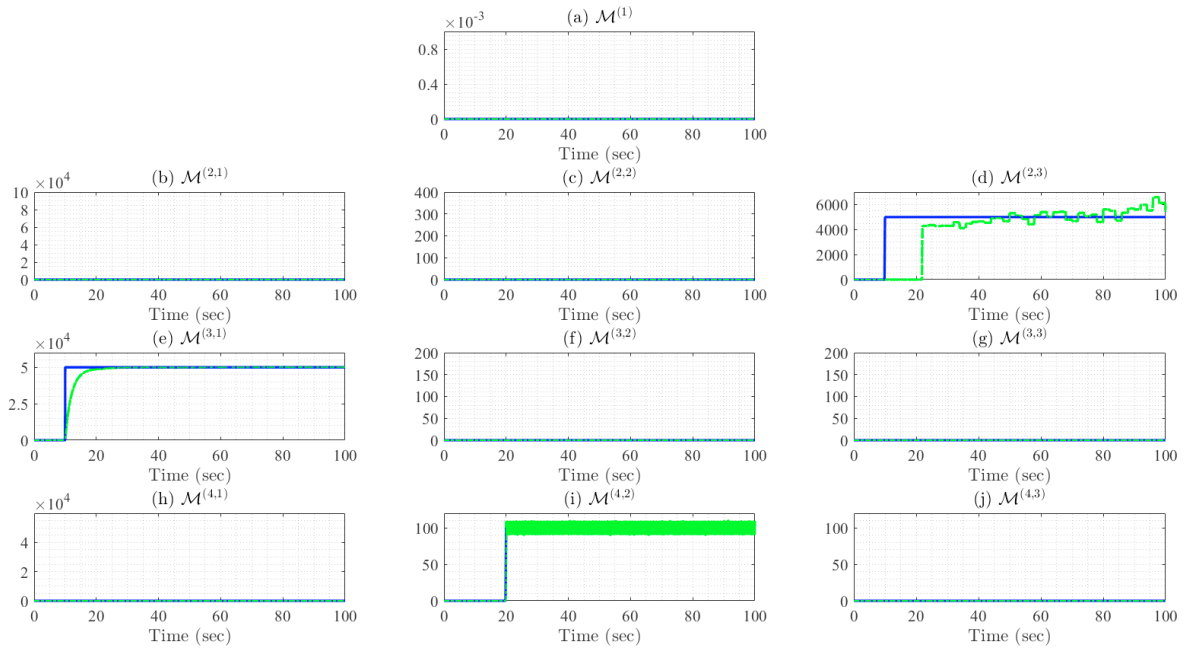 (a) ℳ^(1)
×10^-3
0.8
0.4
0
0 20 40 60 80 100
Time (sec)
(b) ℳ^(2,1)
×10^4
10
8
6
4
2
0
0 20 40 60 80 100
Time (sec)
(c) ℳ^(2,2)
400
300
200
100
0
0 20 40 60 80 100
Time (sec)
(d) ℳ^(2,3)
6000
4000
2000
0
0 20 40 60 80 100
Time (sec)
(e) ℳ^(3,1)
×10^4
5
2.5
0
0 20 40 60 80 100
Time (sec)
(f) ℳ^(3,2)
200
150
100
50
0
0 20 40 60 80 100
Time (sec)
(g) ℳ^(3,3)
200
150
100
50
0
0 20 40 60 80 100
Time (sec)
(h) ℳ^(4,1)
×10^4
4
2
0
0 20 40 60 80 100
Time (sec)
(i) ℳ^(4,2)
100
50
0
0 20 40 60 80 100
Time (sec)
(j) ℳ^(4,3)
100
50
0
0 20 40 60 80 100
Time (sec)